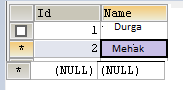 Id Name
1 Durga
* 2 Mehak
* (NULL) (NULL)